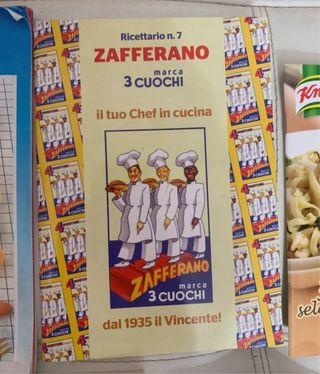 Ricettario n. 7
ZAFFERANO
marca
3 CUOCHI
il tuo Chef in cucina
ZAFFERANO
marca
3 CUOCHI
dal 1935 il Vincente!